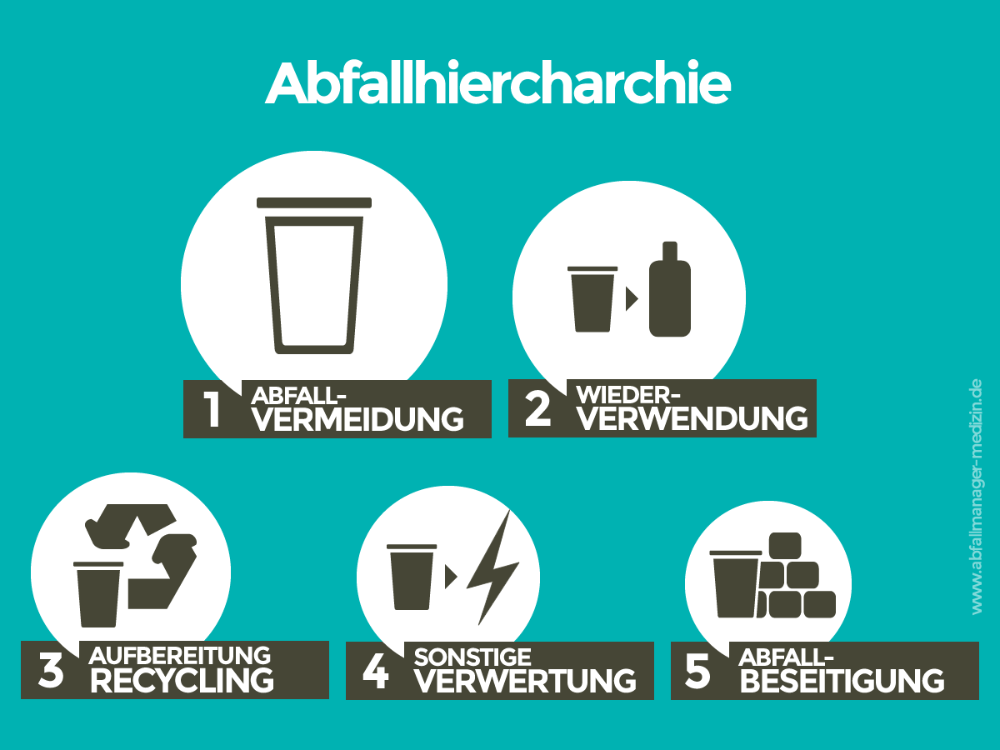 Abfallhiercharchie
1 ABFALL-
VERMEIDUNG
2 WIEDER-
VERWENDUNG
3 AUFBEREITUNG
RECYCLING
4 SONSTIGE
VERWERTUNG
5 ABFALL-
BESEITIGUNG
www.abfallmanager-medizin.de